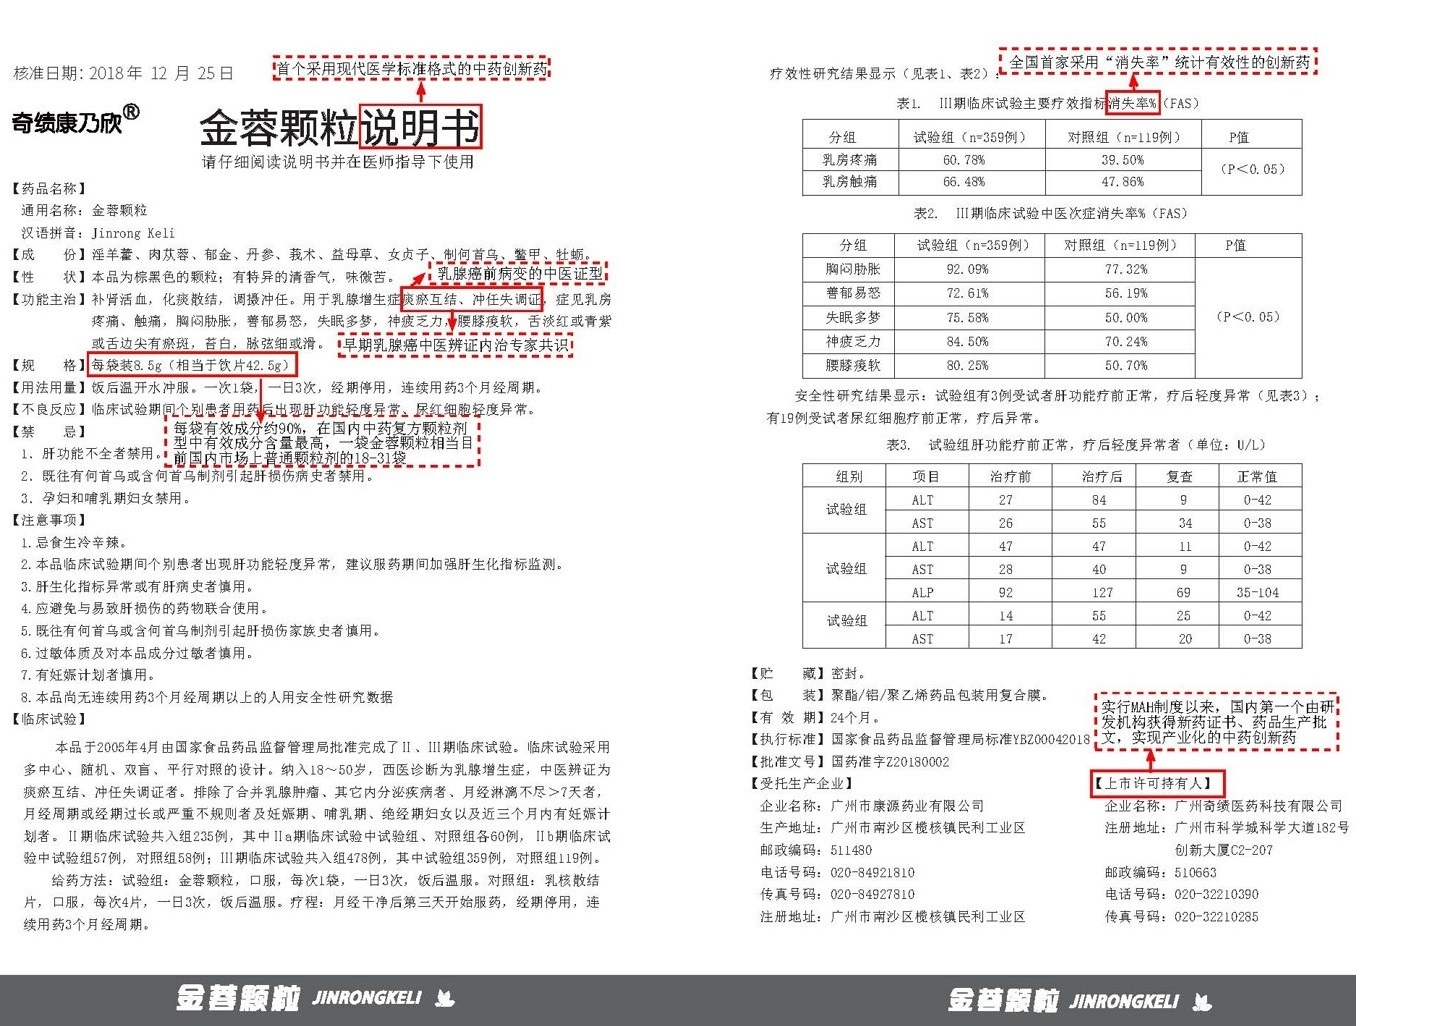 核准日期：2018年 12 月 25日
首个采用现代医学标准格式的中药创新药
奇绩康乃欣®
金蓉颗粒说明书
请仔细阅读说明书并在医师指导下使用
【药品名称】
通用名称：金蓉颗粒
汉语拼音：Jinrong Keli
【成 份】淫羊藿、肉苁蓉、郁金、丹参、莪术、益母草、女贞子、制何首乌、鳖甲、牡蛎。
【性 状】本品为棕黑色的颗粒；有特异的清香气，味微苦。
乳腺癌前病变的中医证型
【功能主治】补肾活血，化痰散结，调摄冲任。用于乳腺增生症痰瘀互结、冲任失调证，症见乳房
疼痛、触痛，胸闷胁胀，善郁易怒，失眠多梦，神疲乏力，腰膝痠软，舌淡红或青紫
或舌边尖有瘀斑，苔白，脉弦细或滑。
早期乳腺癌中医辨证内治专家共识
【规 格】每袋装8.5g（相当于饮片42.5g）
【用法用量】饭后温开水冲服。一次1袋，一日3次，经期停用，连续用药3个月经周期。
【不良反应】临床试验期间个别患者用药后出现肝功能轻度异常、尿红细胞轻度异常。
【禁 忌】
每袋有效成分约90%，在国内中药复方颗粒剂
型中有效成分含量最高，一袋金蓉颗粒相当目
前国内市场上普通颗粒剂的18-31袋
1. 肝功能不全者禁用。
2. 既往有何首乌或含何首乌制剂引起肝损伤病史者禁用。
3. 孕妇和哺乳期妇女禁用。
【注意事项】
1.忌食生冷辛辣。
2.本品临床试验期间个别患者出现肝功能轻度异常，建议服药期间加强肝生化指标监测。
3.肝生化指标异常或有肝病史者慎用。
4.应避免与易致肝损伤的药物联合使用。
5.既往有何首乌或含何首乌制剂引起肝损伤家族史者慎用。
6.过敏体质及对本品成分过敏者慎用。
7.有妊娠计划者慎用。
8.本品尚无连续用药3个月经周期以上的人用安全性研究数据
【临床试验】
本品于2005年4月由国家食品药品监督管理局批准完成了Ⅱ、Ⅲ期临床试验。临床试验采用
多中心、随机、双盲、平行对照的设计。纳入18～50岁，西医诊断为乳腺增生症，中医辨证为
痰瘀互结、冲任失调证者。排除了合并乳腺肿瘤、其它内分泌疾病者、月经淋漓不尽＞7天者，
月经周期或经期过长或严重不规则者及妊娠期、哺乳期、绝经期妇女以及近三个月内有妊娠计
划者。Ⅱ期临床试验共入组235例，其中Ⅱa期临床试验中试验组、对照组各60例，Ⅱb期临床试
验中试验组57例，对照组58例；Ⅲ期临床试验共入组478例，其中试验组359例，对照组119例。
给药方法：试验组：金蓉颗粒，口服，每次1袋，一日3次，饭后温服。对照组：乳核散结
片，口服，每次4片，一日3次，饭后温服。疗程：月经干净后第三天开始服药，经期停用，连
续用药3个月经周期。
金蓉颗粒 JINRONGKELI
全国首家采用“消失率”统计有效性的创新药
疗效性研究结果显示（见表1、表2）：
表1. Ⅲ期临床试验主要疗效指标消失率%（FAS）
分组 试验组（n=359例） 对照组（n=119例） P值
乳房疼痛 60.78% 39.50% （P＜0.05）
乳房触痛 66.48% 47.86%
表2. Ⅲ期临床试验中医次症消失率%（FAS）
分组 试验组（n=359例） 对照组（n=119例） P值
胸闷胁胀 92.09% 77.32%
善郁易怒 72.61% 56.19%
失眠多梦 75.58% 50.00% （P＜0.05）
神疲乏力 84.50% 70.24%
腰膝痠软 80.25% 50.70%
安全性研究结果显示：试验组有3例受试者肝功能疗前正常，疗后轻度异常（见表3）；
有19例受试者尿红细胞疗前正常，疗后异常。
表3. 试验组肝功能疗前正常，疗后轻度异常者（单位：U/L）
组别 项目 治疗前 治疗后 复查 正常值
试验组 ALT 27 84 9 0-42
AST 26 55 34 0-38
试验组 ALT 47 47 11 0-42
AST 28 40 9 0-38
ALP 92 127 69 35-104
试验组 ALT 14 55 25 0-42
AST 17 42 20 0-38
【贮 藏】密封。
【包 装】聚酯/铝/聚乙烯药品包装用复合膜。
【有 效 期】24个月。
【执行标准】国家食品药品监督管理局标准YBZ00042018
【批准文号】国药准字Z20180002
实行MAH制度以来，国内第一个由研
发机构获得新药证书、药品生产批
文，实现产业化的中药创新药
【受托生产企业】
企业名称：广州市康源药业有限公司
生产地址：广州市南沙区榄核镇民利工业区
邮政编码：511480
电话号码：020-84921810
传真号码：020-84927810
注册地址：广州市南沙区榄核镇民利工业区
【上市许可持有人】
企业名称：广州奇绩医药科技有限公司
注册地址：广州市科学城科学大道182号
创新大厦C2-207
邮政编码：510663
电话号码：020-32210390
传真号码：020-32210285
金蓉颗粒 JINRONGKELI